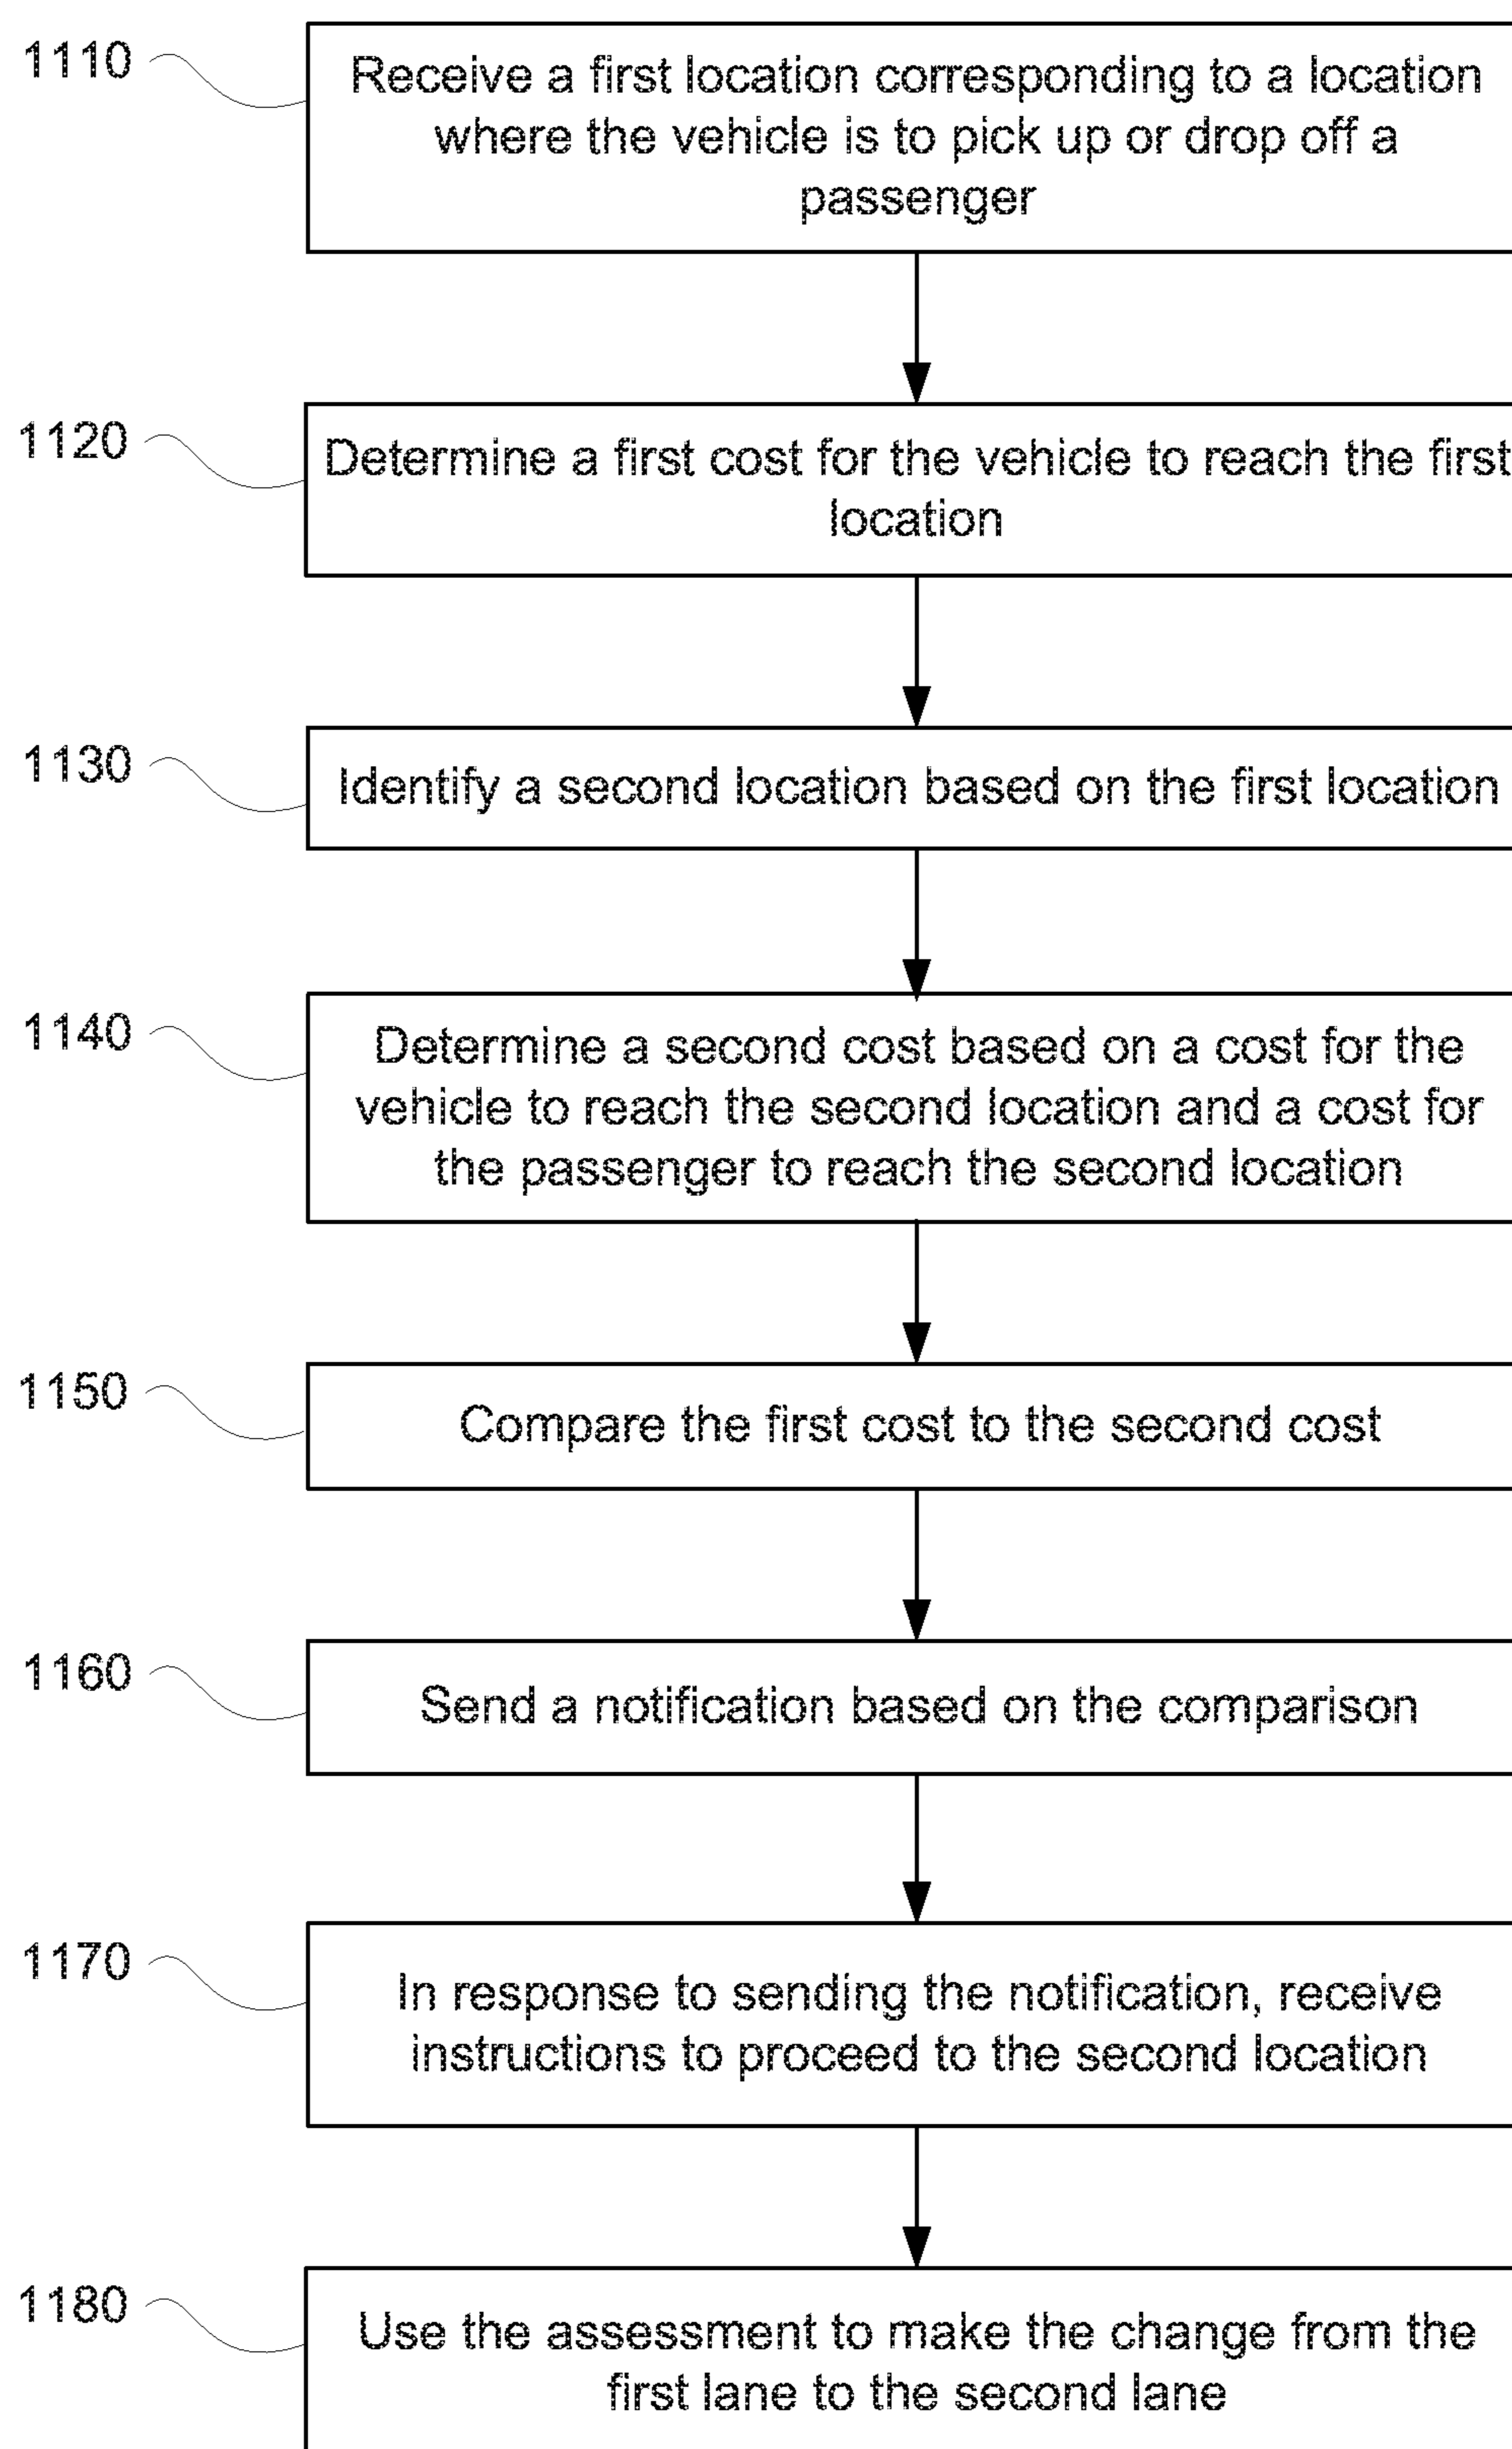 1110
Receive a first location corresponding to a location
where the vehicle is to pick up or drop off a
passenger
1120
Determine a first cost for the vehicle to reach the first
location
1130
Identify a second location based on the first location
1140
Determine a second cost based on a cost for the
vehicle to reach the second location and a cost for
the passenger to reach the second location
1150
Compare the first cost to the second cost
1160
Send a notification based on the comparison
1170
In response to sending the notification, receive
instructions to proceed to the second location
1180
Use the assessment to make the change from the
first lane to the second lane